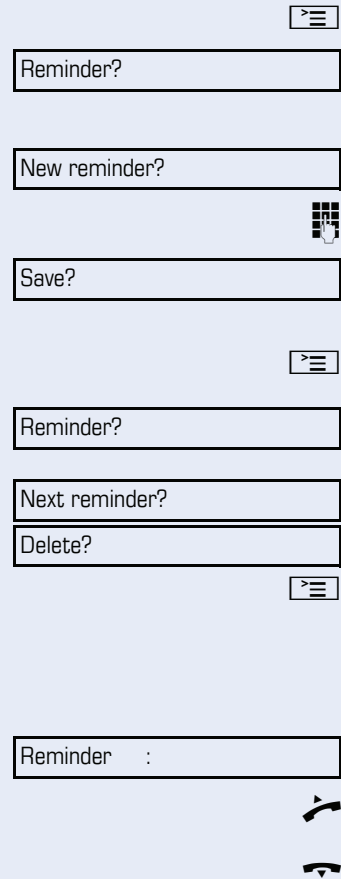 Reminder?
New reminder?
Save?
Reminder?
Next reminder?
Delete?
Reminder :